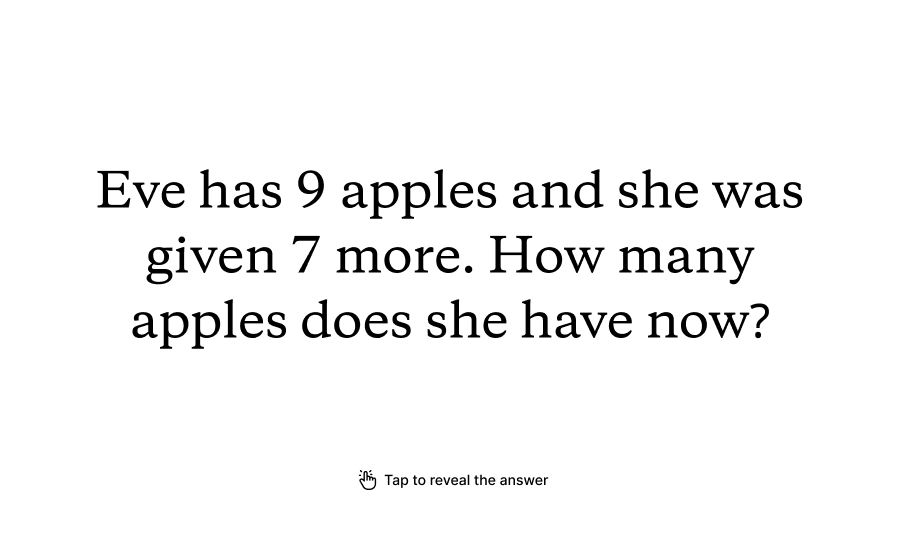 Eve has 9 apples and she was
given 7 more. How many
apples does she have now?
Tap to reveal the answer